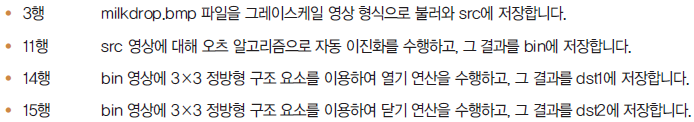 • 3행 milkdrop.bmp 파일을 그레이스케일 영상 형식으로 불러와 src에 저장합니다.
• 11행 src 영상에 대해 오츠 알고리즘으로 자동 이진화를 수행하고, 그 결과를 bin에 저장합니다.
• 14행 bin 영상에 3×3 정방형 구조 요소를 이용하여 열기 연산을 수행하고, 그 결과를 dst1에 저장합니다.
• 15행 bin 영상에 3×3 정방형 구조 요소를 이용하여 닫기 연산을 수행하고, 그 결과를 dst2에 저장합니다.